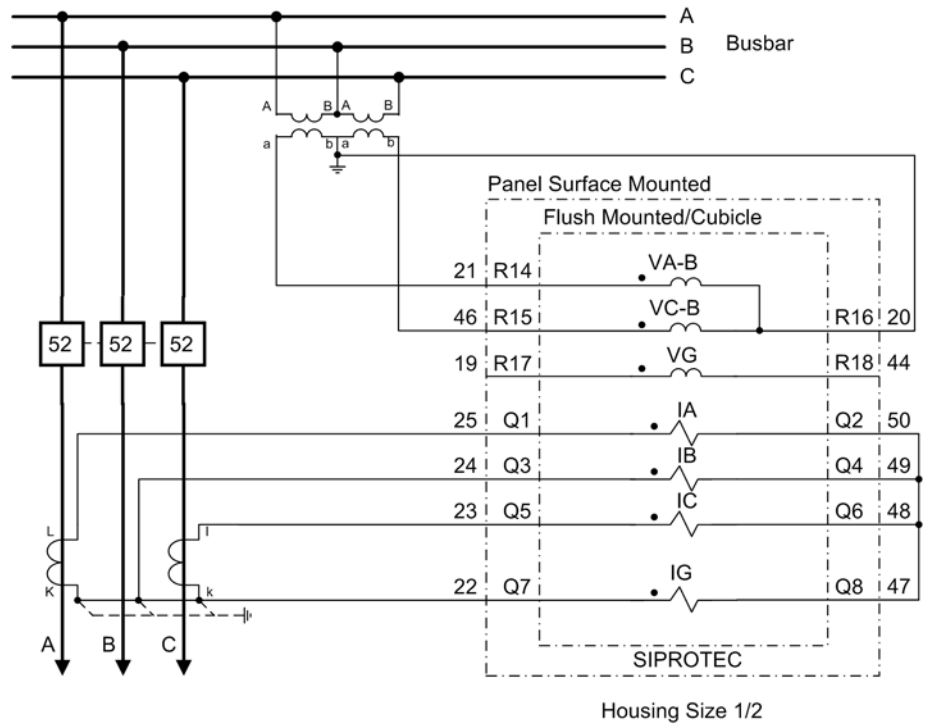 A
B Busbar
C
A B A B
a b a b
Panel Surface Mounted
Flush Mounted/Cubicle
21 R14 VA-B
46 R15 VC-B R16 20
52 52 52
19 R17 VG R18 44
25 Q1 IA Q2 50
24 Q3 IB Q4 49
23 Q5 IC Q6 48
L l
K k
22 Q7 IG Q8 47
A B C
SIPROTEC
Housing Size 1/2